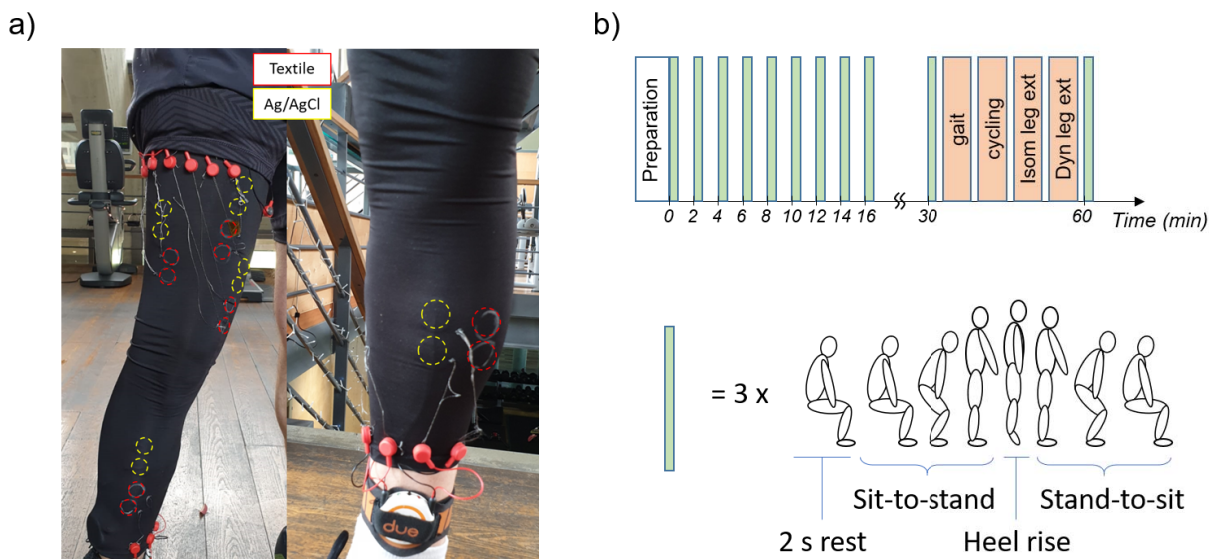 a)
Textile
Ag/AgCl
due
b)
Preparation
gait
cycling
Isom leg ext
Dyn leg ext
0 2 4 6 8 10 12 14 16 30 60 Time (min)
= 3 x
Sit-to-stand Stand-to-sit
2 s rest Heel rise